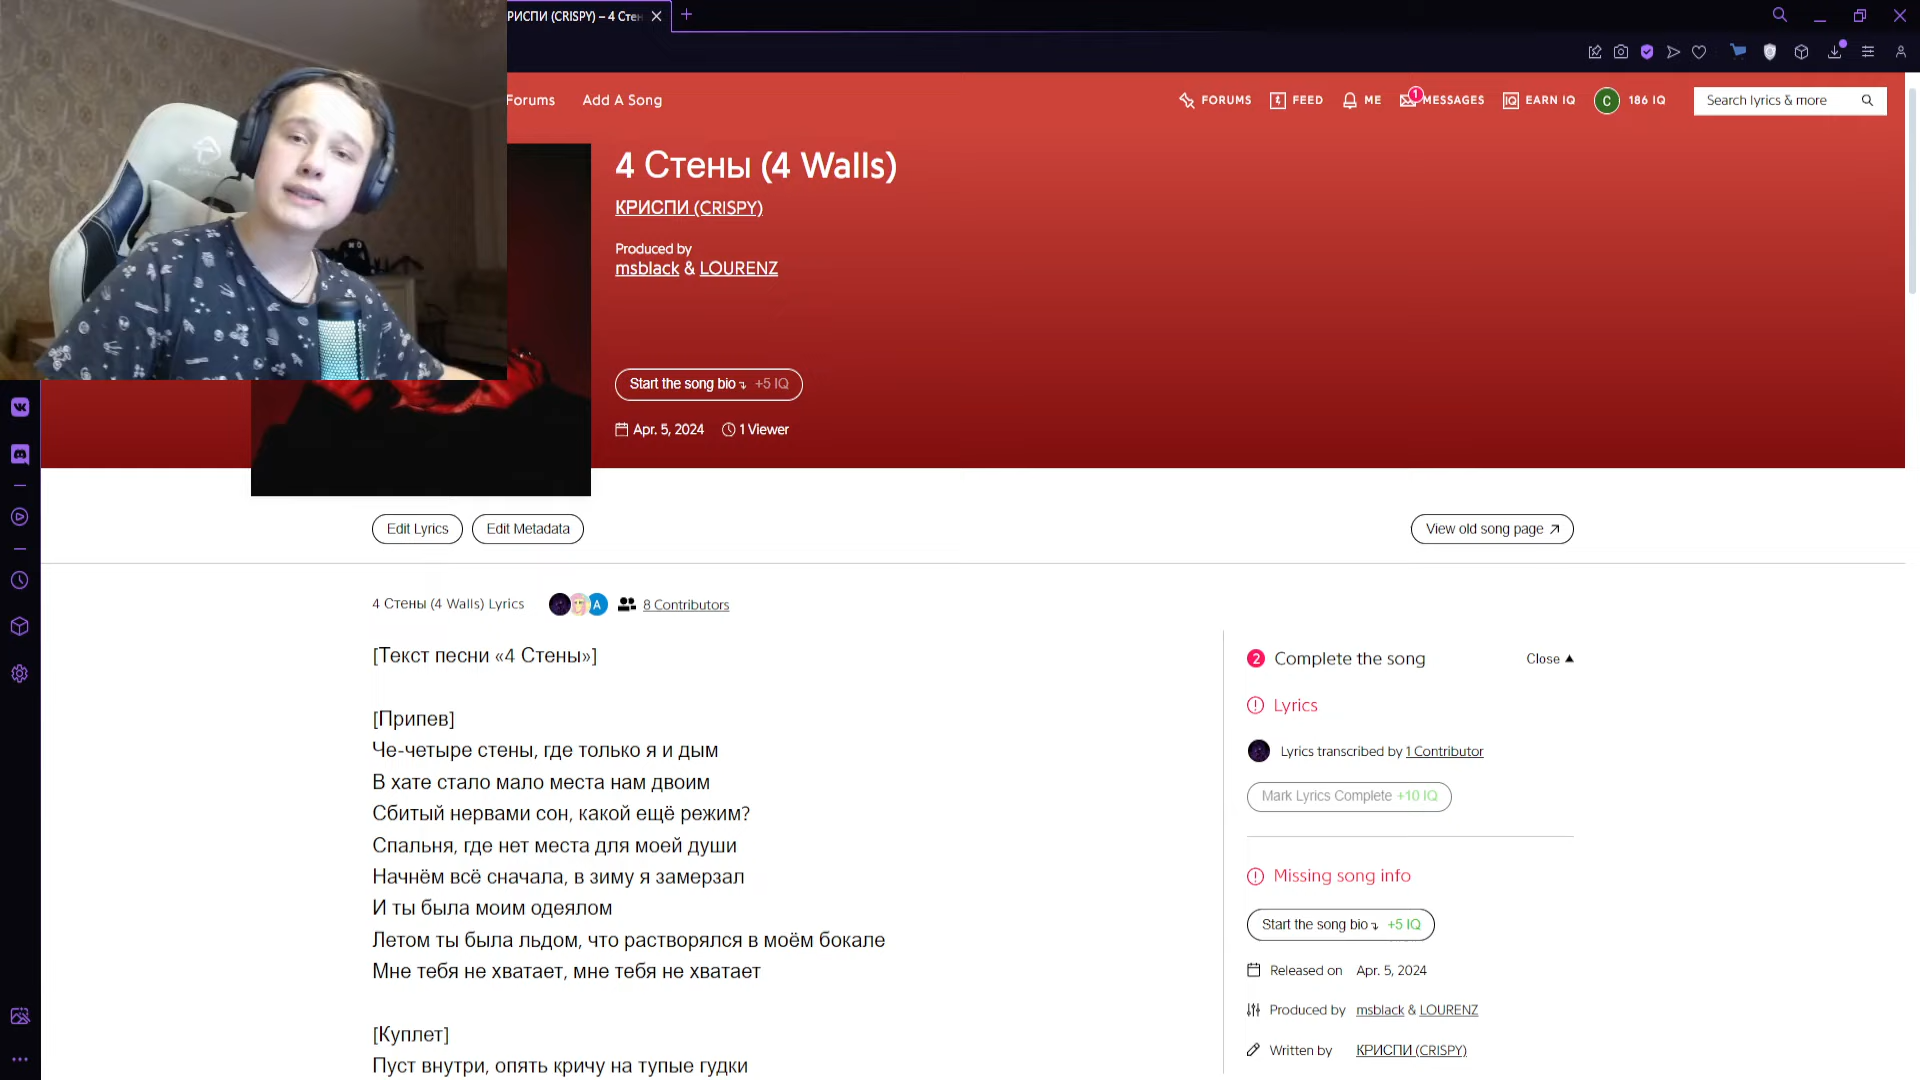 РИСПИ (CRISPY) – 4 Стен
Forums
Add A Song
FORUMS
FEED
ME
1
MESSAGES
EARN IQ
C
186 IQ
Search lyrics & more
4 Стены (4 Walls)
КРИСПИ (CRISPY)
Produced by
msblack & LOURENZ
Start the song bio +5 IQ
Apr. 5, 2024
1 Viewer
Edit Lyrics
Edit Metadata
View old song page
4 Стены (4 Walls) Lyrics
A
8 Contributors
[Текст песни «4 Стены»]
[Припев]
Че-четыре стены, где только я и дым
В хате стало мало места нам двоим
Сбитый нервами сон, какой ещё режим?
Спальня, где нет места для моей души
Начнём всё сначала, в зиму я замерзал
И ты была моим одеялом
Летом ты была льдом, что растворялся в моём бокале
Мне тебя не хватает, мне тебя не хватает
[Куплет]
Пуст внутри, опять кричу на тупые гудки
2 Complete the song
Close
Lyrics
Lyrics transcribed by 1 Contributor
Mark Lyrics Complete +10 IQ
Missing song info
Start the song bio +5 IQ
Released on Apr. 5, 2024
Produced by msblack & LOURENZ
Written by КРИСПИ (CRISPY)